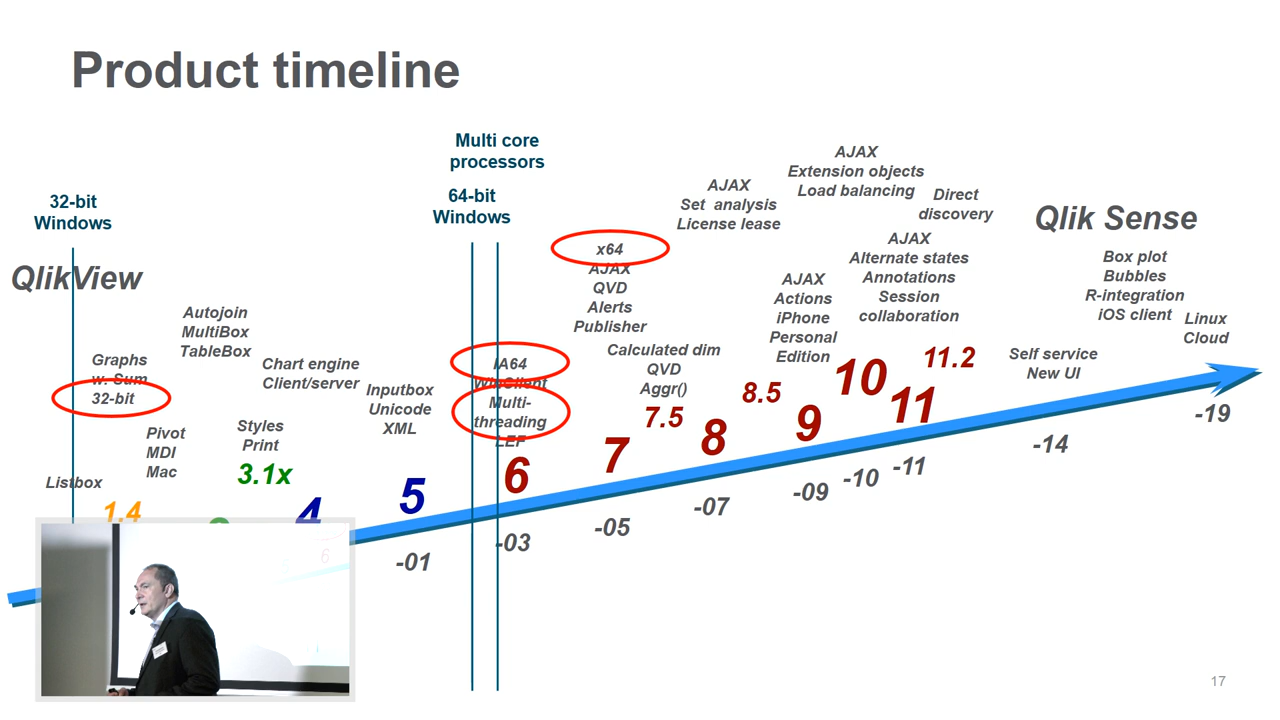 Product timeline
Multi core
processors
64-bit
Windows
32-bit
Windows
QlikView
Graphs
w. Sum
32-bit
Listbox
1.4
Pivot
MDI
Mac
Autojoin
MultiBox
TableBox
Styles
Print
3.1x
Chart engine
Client/server
4
Inputbox
Unicode
XML
5
-01
IA64
WinClient
Multi-
threading
LEF
6
-03
x64
AJAX
QVD
Alerts
Publisher
7
-05
Calculated dim
QVD
Aggr()
7.5
AJAX
Set analysis
License lease
8
-07
8.5
AJAX
Actions
iPhone
Personal
Edition
9
-09
AJAX
Extension objects
Load balancing
10
-10
AJAX
Alternate states
Annotations
Session
collaboration
11
-11
Direct
discovery
11.2
Qlik Sense
Self service
New UI
-14
Box plot
Bubbles
R-integration
iOS client
Linux
Cloud
-19
6
17